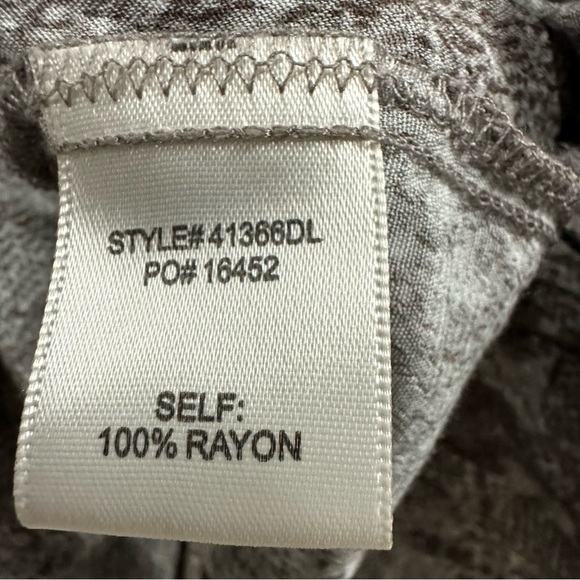 STYLE# 41366DL
PO# 16452
SELF:
100% RAYON